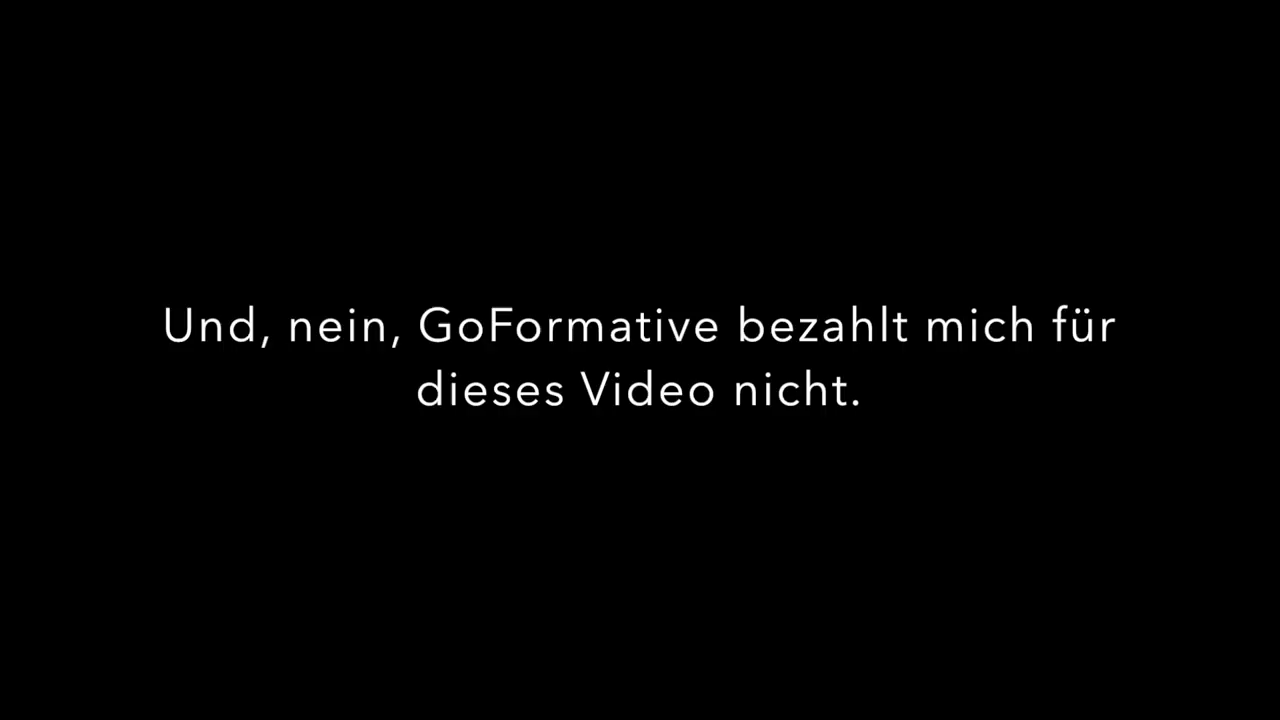 Und, nein, GoFormative bezahlt mich für
dieses Video nicht.